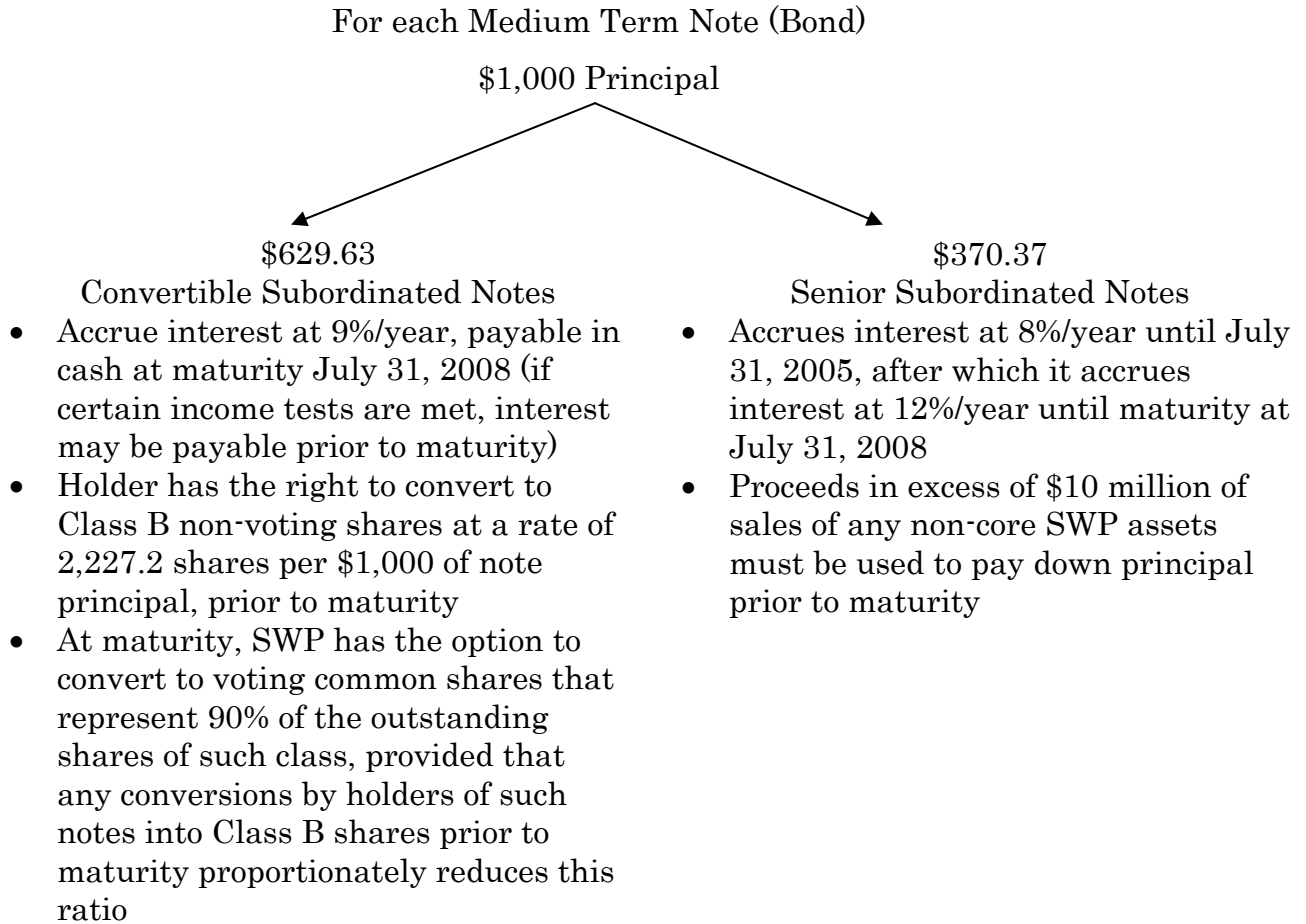 For each Medium Term Note (Bond)
$1,000 Principal
$629.63
Convertible Subordinated Notes
• Accrue interest at 9%/year, payable in
cash at maturity July 31, 2008 (if
certain income tests are met, interest
may be payable prior to maturity)
• Holder has the right to convert to
Class B non-voting shares at a rate of
2,227.2 shares per $1,000 of note
principal, prior to maturity
• At maturity, SWP has the option to
convert to voting common shares that
represent 90% of the outstanding
shares of such class, provided that
any conversions by holders of such
notes into Class B shares prior to
maturity proportionately reduces this
ratio
$370.37
Senior Subordinated Notes
• Accrues interest at 8%/year until July
31, 2005, after which it accrues
interest at 12%/year until maturity at
July 31, 2008
• Proceeds in excess of $10 million of
sales of any non-core SWP assets
must be used to pay down principal
prior to maturity